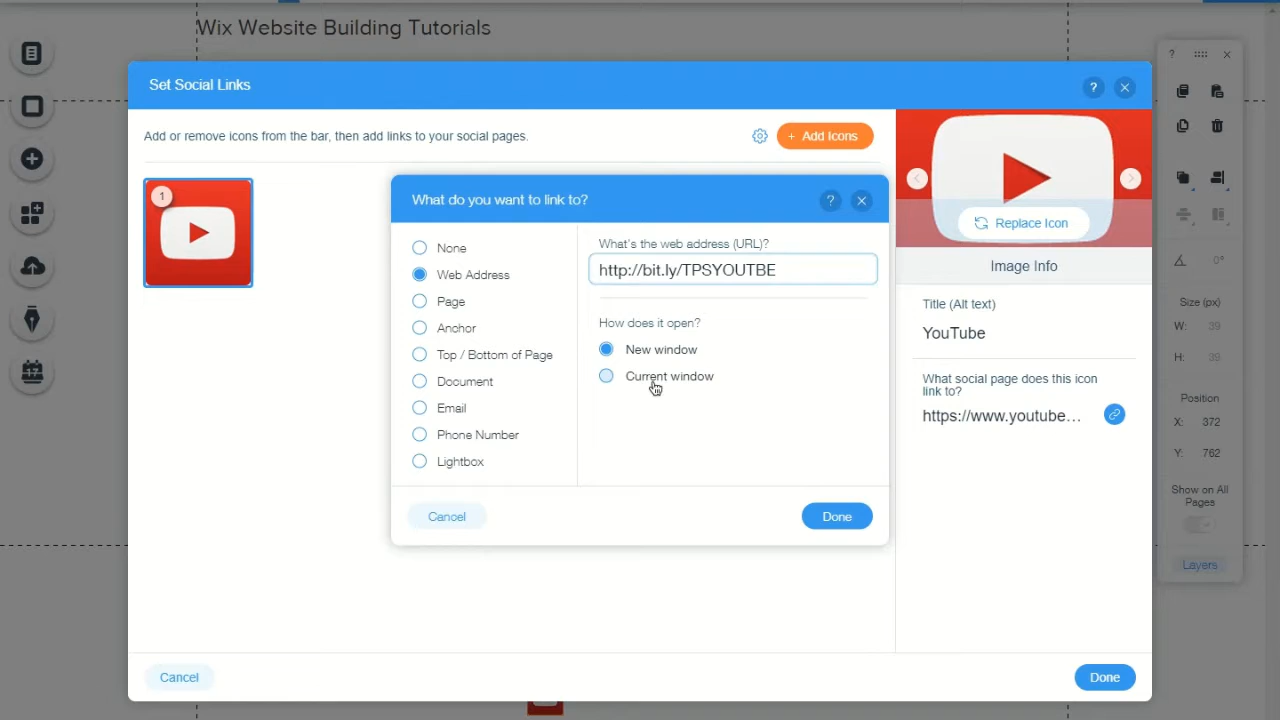 Wix Website Building Tutorials
Set Social Links
?
?
Add or remove icons from the bar, then add links to your social pages.
+ Add Icons
1
What do you want to link to?
?
None
Web Address
Page
Anchor
Top / Bottom of Page
Document
Email
Phone Number
Lightbox
What's the web address (URL)?
http://bit.ly/TPSYOUTBE
How does it open?
New window
Current window
Cancel
Done
Replace Icon
Image Info
Title (Alt text)
YouTube
What social page does this icon
link to?
https://www.youtube...
Cancel
Done
0°
Size (px)
W: 39
H: 39
Position
X: 372
Y: 762
Show on All
Pages
Layers
17